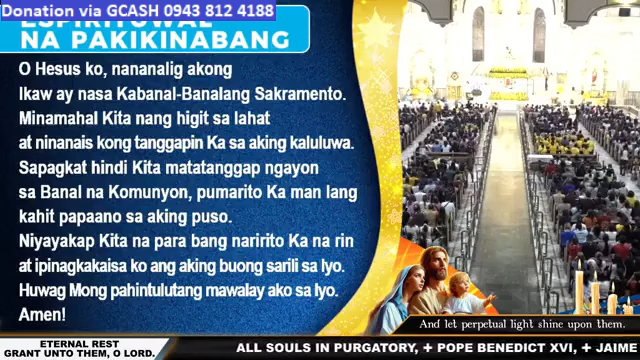 Donation via GCASH 0943 812 4188
ESPIRITUWAL
NA PAKIKINABANG
O Hesus ko, nananalig akong
Ikaw ay nasa Kabanal-Banalang Sakramento.
Minamahal Kita nang higit sa lahat
at ninanais kong tanggapin Ka sa aking kaluluwa.
Sapagkat hindi Kita matatanggap ngayon
sa Banal na Komunyon, pumarito Ka man lang
kahit papaano sa aking puso.
Niyayakap Kita na para bang naririto Ka na rin
at ipinagkakaisa ko ang aking buong sarili sa Iyo.
Huwag Mong pahintulutang mawalay ako sa Iyo.
Amen!
And let perpetual light shine upon them.
ETERNAL REST
GRANT UNTO THEM, O LORD.
ALL SOULS IN PURGATORY, + POPE BENEDICT XVI, + JAIME